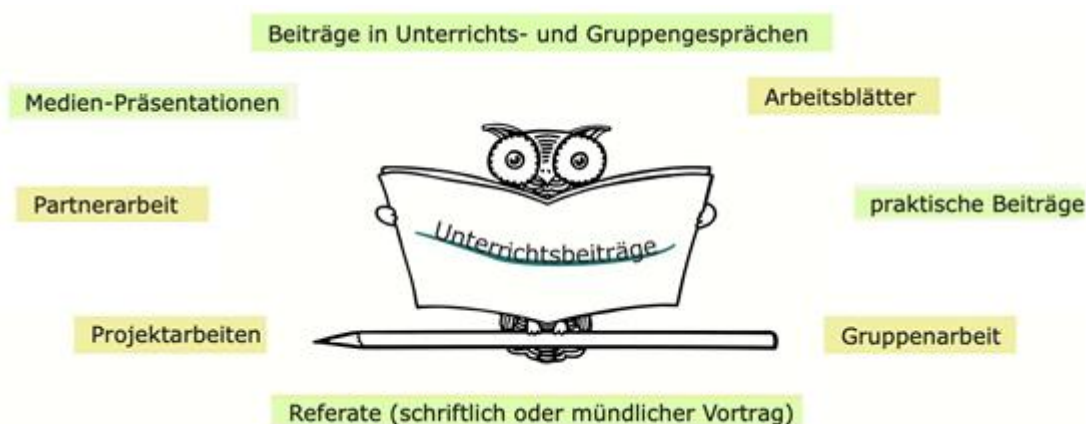 Beiträge in Unterrichts- und Gruppengesprächen
Medien-Präsentationen
Arbeitsblätter
Partnerarbeit
praktische Beiträge
Unterrichtsbeiträge
Projektarbeiten
Gruppenarbeit
Referate (schriftlich oder mündlicher Vortrag)